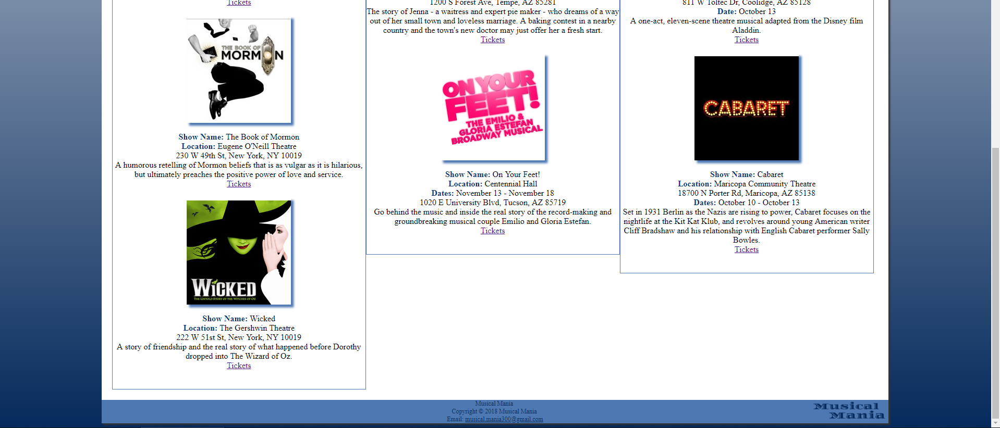 Tickets
THE BOOK OF
MORMON
Show Name: The Book of Mormon
Location: Eugene O'Neill Theatre
230 W 49th St, New York, NY 10019
A humorous retelling of Mormon beliefs that is as vulgar as it is hilarious,
but ultimately preaches the positive power of love and service.
Tickets
WICKED
THE UNTOLD STORY OF THE WITCHES OF OZ
Show Name: Wicked
Location: The Gershwin Theatre
222 W 51st St, New York, NY 10019
A story of friendship and the real story of what happened before Dorothy
dropped into The Wizard of Oz.
Tickets
1200 S Forest Ave, Tempe, AZ 85281
The story of Jenna - a waitress and expert pie maker - who dreams of a way
out of her small town and loveless marriage. A baking contest in a nearby
country and the town's new doctor may just offer her a fresh start.
Tickets
ON YOUR
FEET!
THE EMILIO &
GLORIA ESTEFAN
BROADWAY MUSICAL
Show Name: On Your Feet!
Location: Centennial Hall
Dates: November 13 - November 18
1020 E University Blvd, Tucson, AZ 85719
Go behind the music and inside the real story of the record-making and
groundbreaking musical couple Emilio and Gloria Estefan.
Tickets
811 W Toltec Dr, Coolidge, AZ 85128
Date: October 13
A one-act, eleven-scene theatre musical adapted from the Disney film
Aladdin.
Tickets
CABARET
Show Name: Cabaret
Location: Maricopa Community Theatre
18700 N Porter Rd, Maricopa, AZ 85138
Dates: October 10 - October 13
Set in 1931 Berlin as the Nazis are rising to power, Cabaret focuses on the
nightlife at the Kit Kat Klub, and revolves around young American writer
Cliff Bradshaw and his relationship with English Cabaret performer Sally
Bowles.
Tickets
Musical Mania
Copyright © 2018 Musical Mania
Email: musical.mania300@gmail.com
Musical
Mania